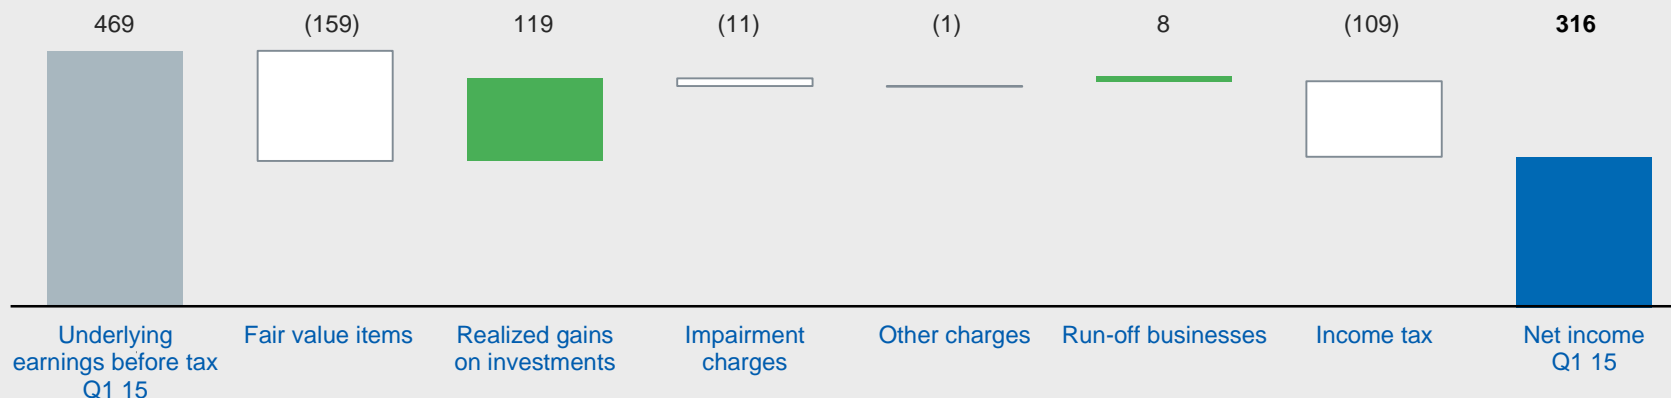 469 (159) 119 (11) (1) 8 (109) 316
Underlying
earnings before tax
Q1 15
Fair value items
Realized gains
on investments
Impairment
charges
Other charges
Run-off businesses
Income tax
Net income
Q1 15